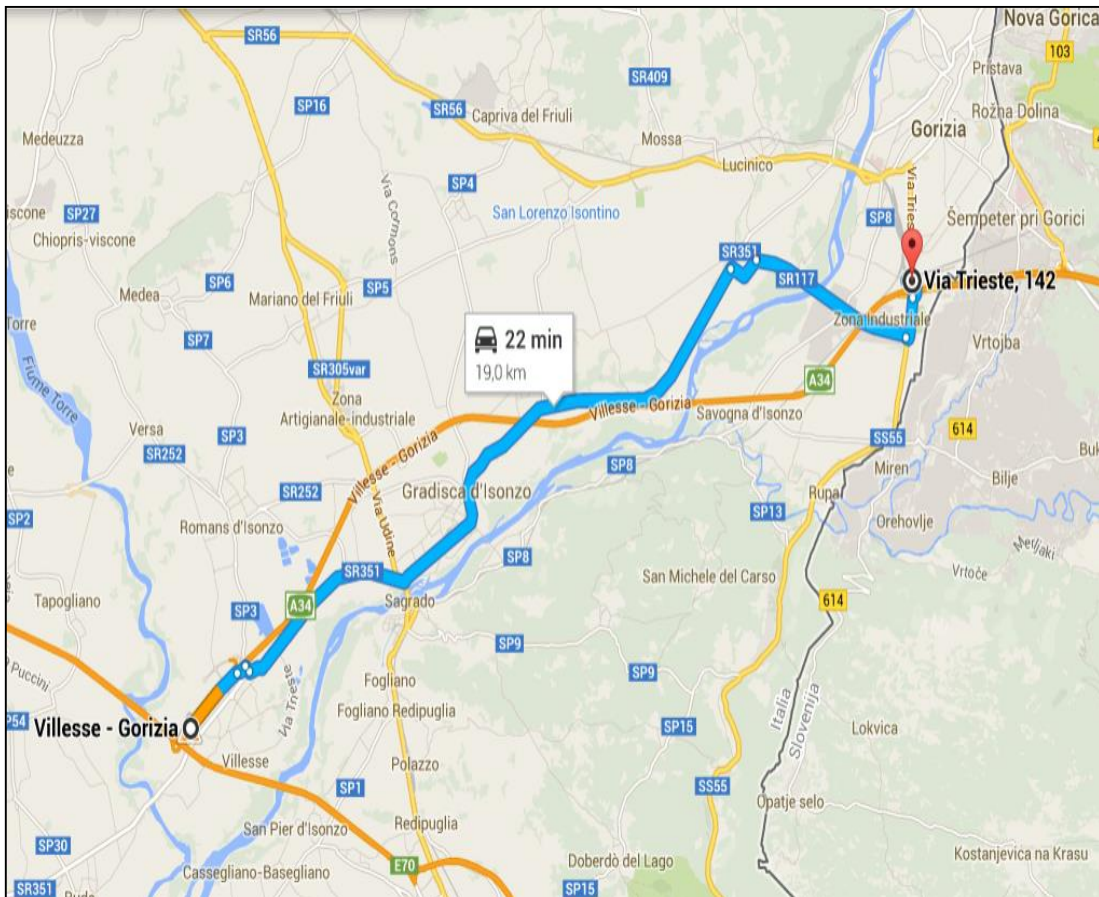 Nova Gorica
SR56
103
Pristava
SR409
SP16
SR56
Capriva del Friuli
Rožna Dolina
Medeuzza
Mossa
Gorizia
Lucinico
Via Cormons
SP4
SP27
San Lorenzo Isontino
SP8
Šempeter pri Gorici
Chiopris-viscone
SR351
SP6
SP5
SR117
Via Trieste, 142
Medea
Mariano del Friuli
Zona Industriale
Torre
22 min
Vrtojba
SP7
19,0 km
SR305var
A34
Fiume Torre
Zona
Artigianale-industriale
Villesse - Gorizia
Savogna d'Isonzo
Versa
SP3
614
SR252
SS55
Villesse - Gorizia
SP8
Miren
Bilje
Via Udine
SR252
Gradisca d'Isonzo
Rupa
SP2
Romans d'Isonzo
SP13
Orehovlje
SP8
SR351
San Michele del Carso
Vrtoče
Tapogliano
A34
Sagrado
614
SP3
SP9
SP9
Puccini
Fogliano
Italia
Slovenija
Via Trieste
Fogliano Redipuglia
SP54
SP15
Villesse - Gorizia
Lokvica
Villesse
Polazzo
SP1
SS55
Opatje selo
San Pier d'Isonzo
Redipuglia
SP30
Kostanjevica na Krasu
E70
Doberdò del Lago
Cassegliano-Basegliano
SR351
SP15